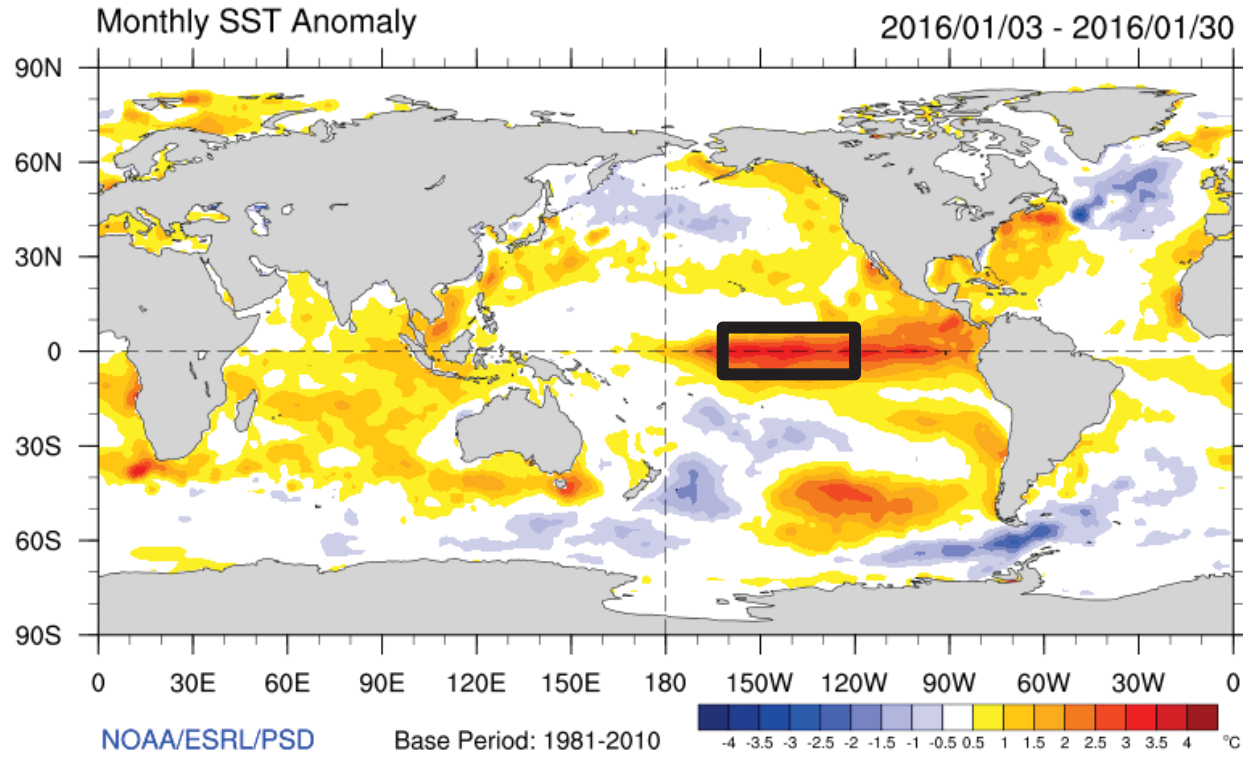 Monthly SST Anomaly 2016/01/03 - 2016/01/30
90N
60N
30N
0
30S
60S
90S
0 30E 60E 90E 120E 150E 180 150W 120W 90W 60W 30W 0
NOAA/ESRL/PSD Base Period: 1981-2010
-4 -3.5 -3 -2.5 -2 -1.5 -1 -0.5 0.5 1 1.5 2 2.5 3 3.5 4 °C